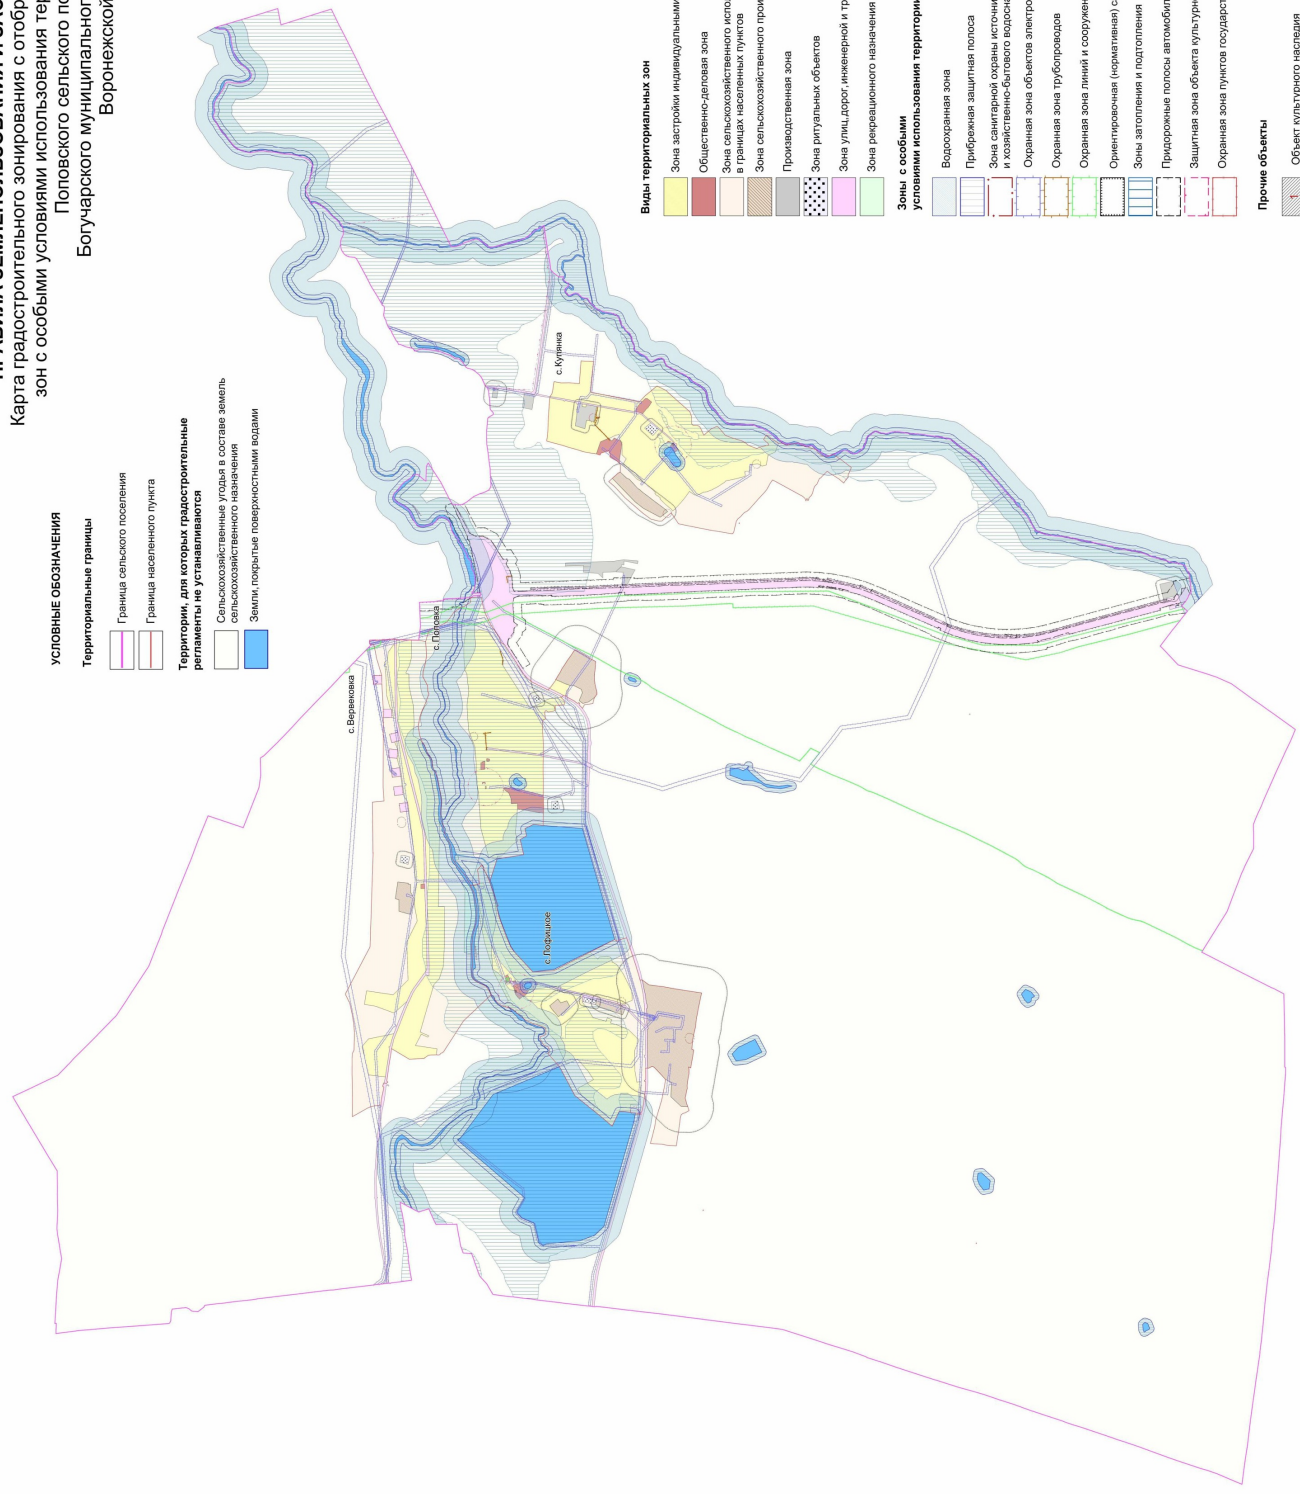 Карта градостроительного зонирования с отобр
зон с особыми условиями использования тер
Поповского сельского по
Богучарского муниципального
Воронежской
УСЛОВНЫЕ ОБОЗНАЧЕНИЯ
Территориальные границы
Граница сельского поселения
Граница населенного пункта
Территории, для которых градостроительные
регламенты не устанавливаются
Сельскохозяйственные угодья в составе земель
сельскохозяйственного назначения
Земли, покрытые поверхностными водами
Виды территориальных зон
Зона застройки индивидуальными
Общественно-деловая зона
Зона сельскохозяйственного испо
в границах населенных пунктов
Зона сельскохозяйственного прои
Производственная зона
Зона ритуальных объектов
Зона улиц, дорог, инженерной и тр
Зона рекреационного назначения
Зоны с особыми
условиями использования территории
Водоохранная зона
Прибрежная защитная полоса
Зона санитарной охраны источни
и хозяйственно-бытового водосна
Охранная зона объектов электро
Охранная зона трубопроводов
Охранная зона линий и сооружен
Ориентировочная (нормативная) с
Зоны затопления и подтопления
Придорожные полосы автомобил
Защитная зона объекта культурн
Охранная зона пунктов государст
Прочие объекты
1
Объект культурного наследия
с. Вервековка
с. Поповка
с. Купянка
с. Лофицкое